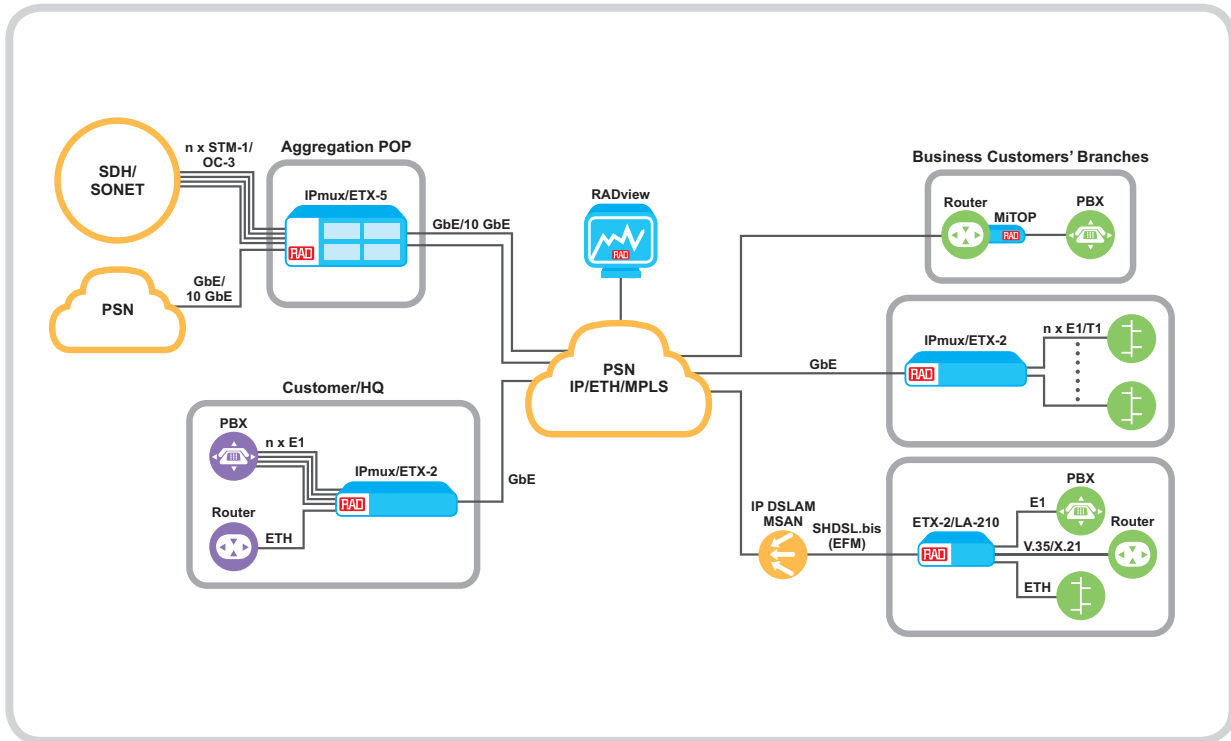 n x STM-1/
OC-3
SDH/
SONET
Aggregation POP
IPmux/ETX-5
RAD
GbE/10 GbE
GbE/
10 GbE
PSN
RADview
RAD
PSN
IP/ETH/MPLS
Customer/HQ
PBX
n x E1
IPmux/ETX-2
RAD
Router
ETH
GbE
Business Customers' Branches
Router
MiTOP
RAD
PBX
GbE
IPmux/ETX-2
RAD
n x E1/T1
IP DSLAM
MSAN
SHDSL.bis
(EFM)
ETX-2/LA-210
RAD
PBX
E1
Router
V.35/X.21
ETH